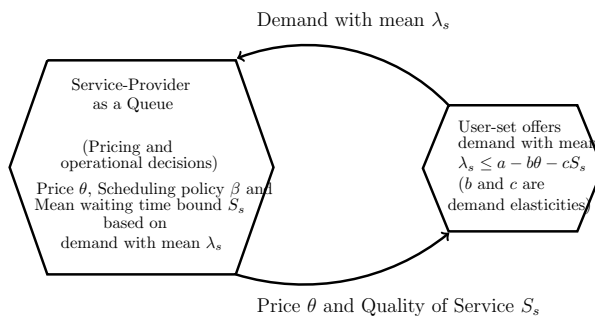 Demand with mean λ_s
Service-Provider
as a Queue
(Pricing and
operational decisions)
Price θ, Scheduling policy β and
Mean waiting time bound S_s
based on
demand with mean λ_s
User-set offers
demand with mean
λ_s ≤ a − bθ − cS_s
(b and c are
demand elasticities)
Price θ and Quality of Service S_s